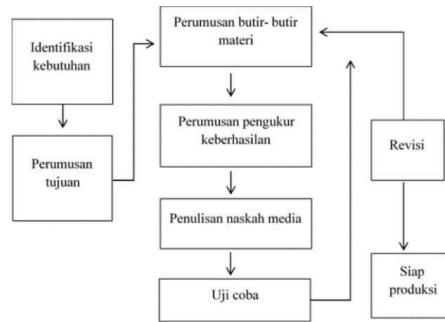 Identifikasi
kebutuhan
Perumusan
tujuan
Perumusan butir- butir
materi
Perumusan pengukur
keberhasilan
Penulisan naskah media
Uji coba
Revisi
Siap
produksi